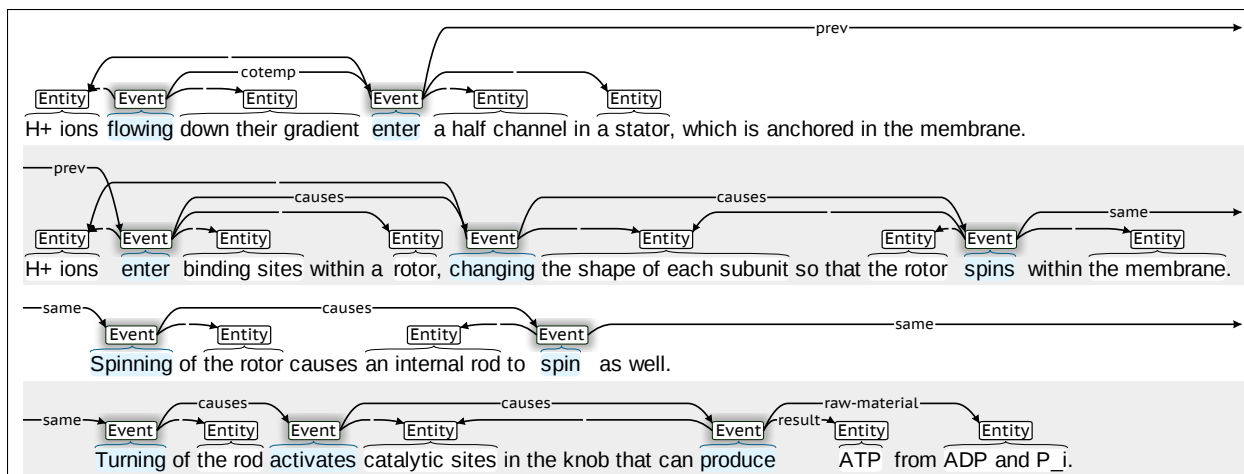 prev
cotemp
Entity Event Entity Event Entity Entity
H+ ions flowing down their gradient enter a half channel in a stator, which is anchored in the membrane.
prev
causes causes same
Entity Event Entity Entity Event Entity Entity Event Entity
H+ ions enter binding sites within a rotor, changing the shape of each subunit so that the rotor spins within the membrane.
same causes same
Event Entity Entity Event
Spinning of the rotor causes an internal rod to spin as well.
causes causes raw-material
same result
Event Entity Event Entity Event Entity Entity
Turning of the rod activates catalytic sites in the knob that can produce ATP from ADP and P_i.